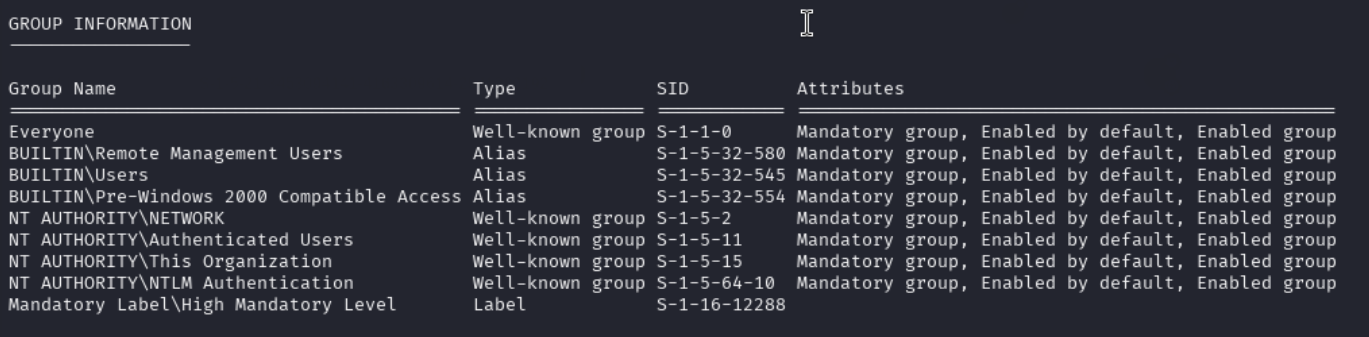 GROUP INFORMATION
Group Name Type SID Attributes
Everyone Well-known group S-1-1-0 Mandatory group, Enabled by default, Enabled group
BUILTIN\Remote Management Users Alias S-1-5-32-580 Mandatory group, Enabled by default, Enabled group
BUILTIN\Users Alias S-1-5-32-545 Mandatory group, Enabled by default, Enabled group
BUILTIN\Pre-Windows 2000 Compatible Access Alias S-1-5-32-554 Mandatory group, Enabled by default, Enabled group
NT AUTHORITY\NETWORK Well-known group S-1-5-2 Mandatory group, Enabled by default, Enabled group
NT AUTHORITY\Authenticated Users Well-known group S-1-5-11 Mandatory group, Enabled by default, Enabled group
NT AUTHORITY\This Organization Well-known group S-1-5-15 Mandatory group, Enabled by default, Enabled group
NT AUTHORITY\NTLM Authentication Well-known group S-1-5-64-10 Mandatory group, Enabled by default, Enabled group
Mandatory Label\High Mandatory Level Label S-1-16-12288